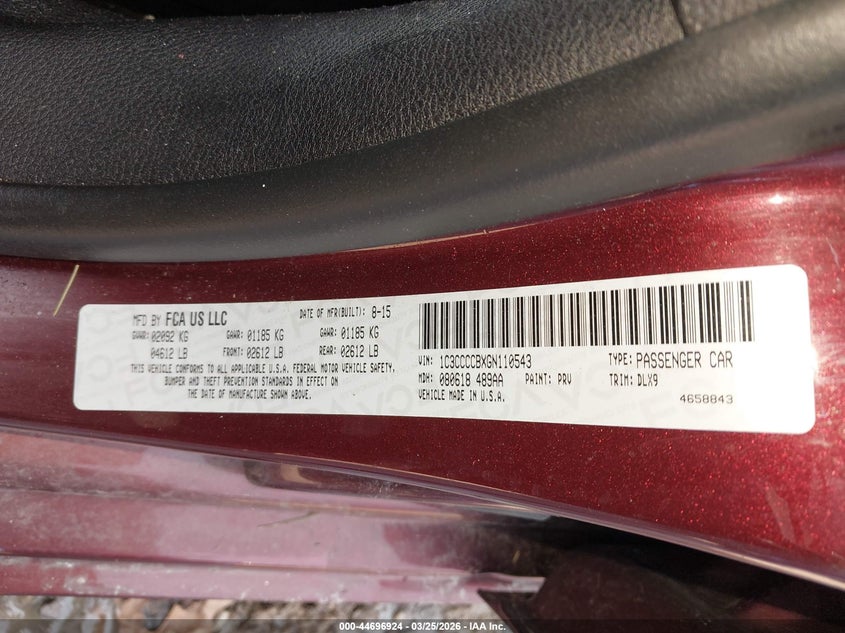 MFD BY FCA US LLC
DATE OF MFR(BUILT): 8-15
GVWR: 02092 KG GAWR: 01185 KG GAWR: 01185 KG
04612 LB FRONT: 02612 LB REAR: 02612 LB
THIS VEHICLE CONFORMS TO ALL APPLICABLE U.S.A. FEDERAL MOTOR VEHICLE SAFETY,
BUMPER AND THEFT PREVENTION STANDARDS IN EFFECT ON
THE DATE OF MANUFACTURE SHOWN ABOVE.
VIN: 1C3CCCCBXGN110543 TYPE: PASSENGER CAR
MDH: 080618 489AA PAINT: PRV TRIM: DLX9
VEHICLE MADE IN U.S.A. 4658843
000-44696924 - 03/25/2026 - IAA Inc.